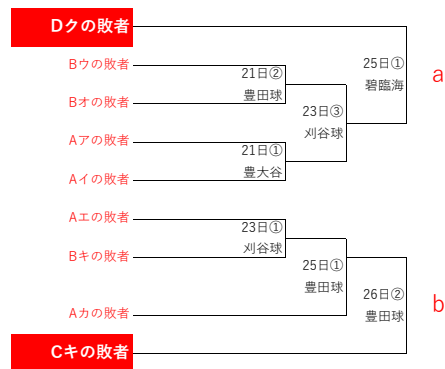 Dクの敗者
Bウの敗者
Bオの敗者
Aアの敗者
Aイの敗者
Aエの敗者
Bキの敗者
Aカの敗者
Cキの敗者
21日②
豊田球
21日①
豊大谷
23日①
刈谷球
23日③
刈谷球
25日①
豊田球
25日①
碧臨海
26日②
豊田球
a
b